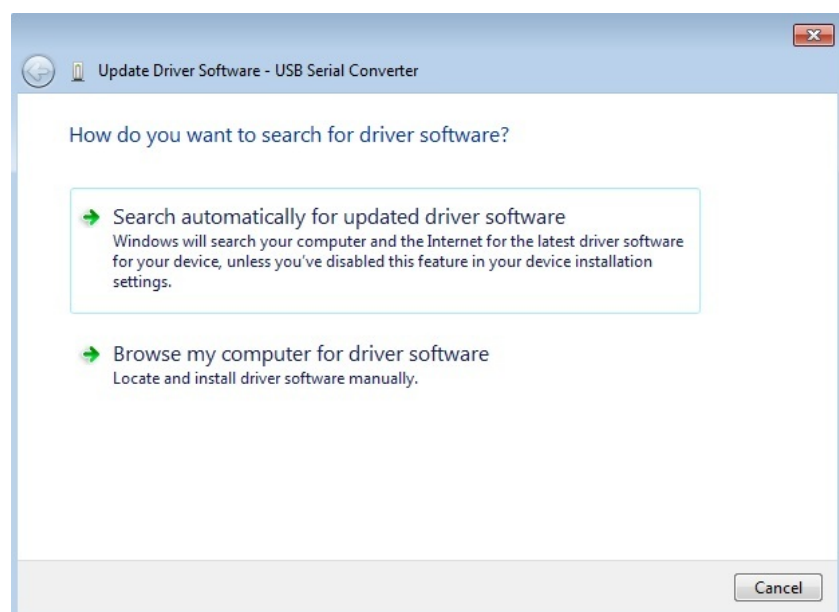 Update Driver Software - USB Serial Converter
How do you want to search for driver software?
Search automatically for updated driver software
Windows will search your computer and the Internet for the latest driver software
for your device, unless you've disabled this feature in your device installation
settings.
Browse my computer for driver software
Locate and install driver software manually.
Cancel